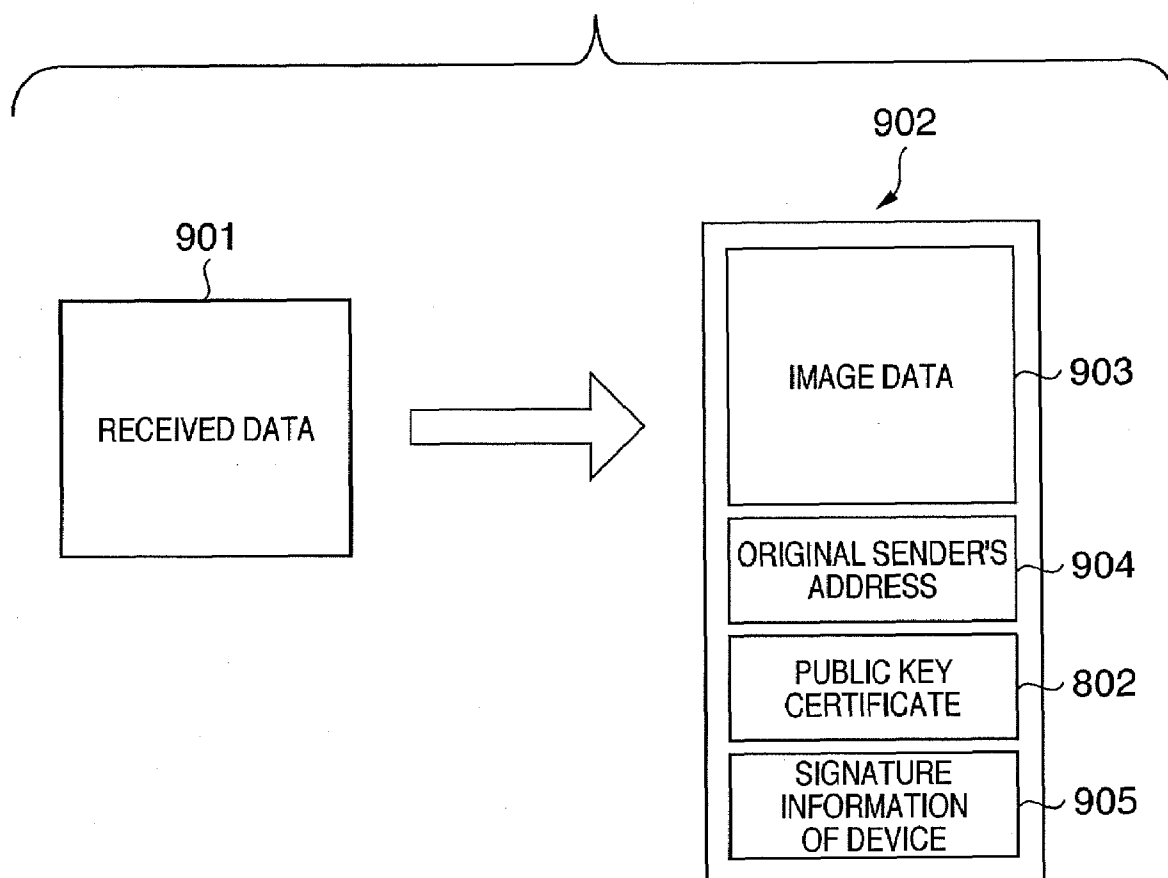 902
901
RECEIVED DATA
IMAGE DATA
903
ORIGINAL SENDER'S
ADDRESS
904
PUBLIC KEY
CERTIFICATE
802
SIGNATURE
INFORMATION
OF DEVICE
905